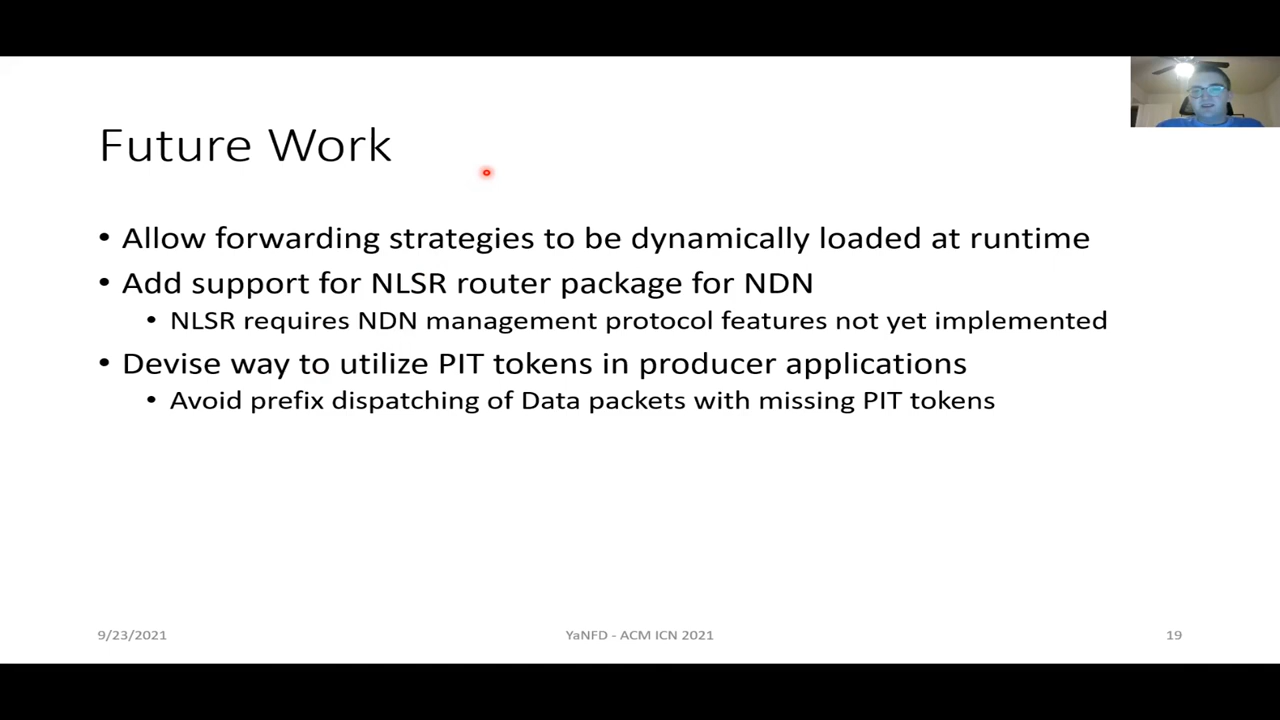 Future Work
• Allow forwarding strategies to be dynamically loaded at runtime
• Add support for NLSR router package for NDN
• NLSR requires NDN management protocol features not yet implemented
• Devise way to utilize PIT tokens in producer applications
• Avoid prefix dispatching of Data packets with missing PIT tokens
9/23/2021
YaNFD - ACM ICN 2021
19